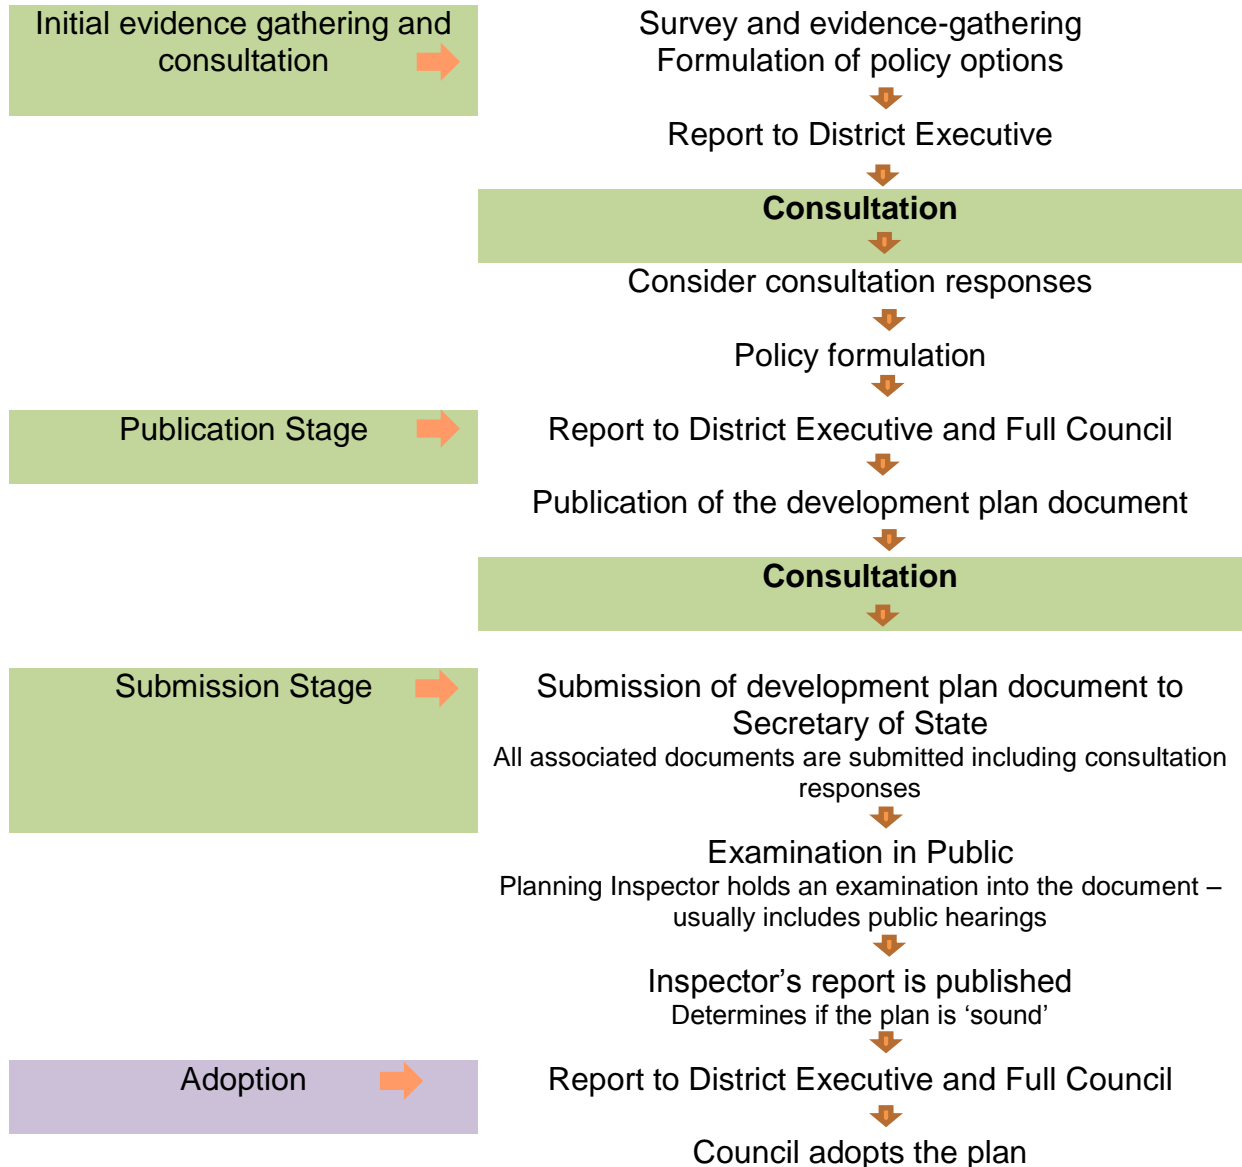 Initial evidence gathering and
consultation
Survey and evidence-gathering
Formulation of policy options
Report to District Executive
Consultation
Consider consultation responses
Policy formulation
Publication Stage
Report to District Executive and Full Council
Publication of the development plan document
Consultation
Submission Stage
Submission of development plan document to
Secretary of State
All associated documents are submitted including consultation
responses
Examination in Public
Planning Inspector holds an examination into the document –
usually includes public hearings
Inspector’s report is published
Determines if the plan is ‘sound’
Adoption
Report to District Executive and Full Council
Council adopts the plan